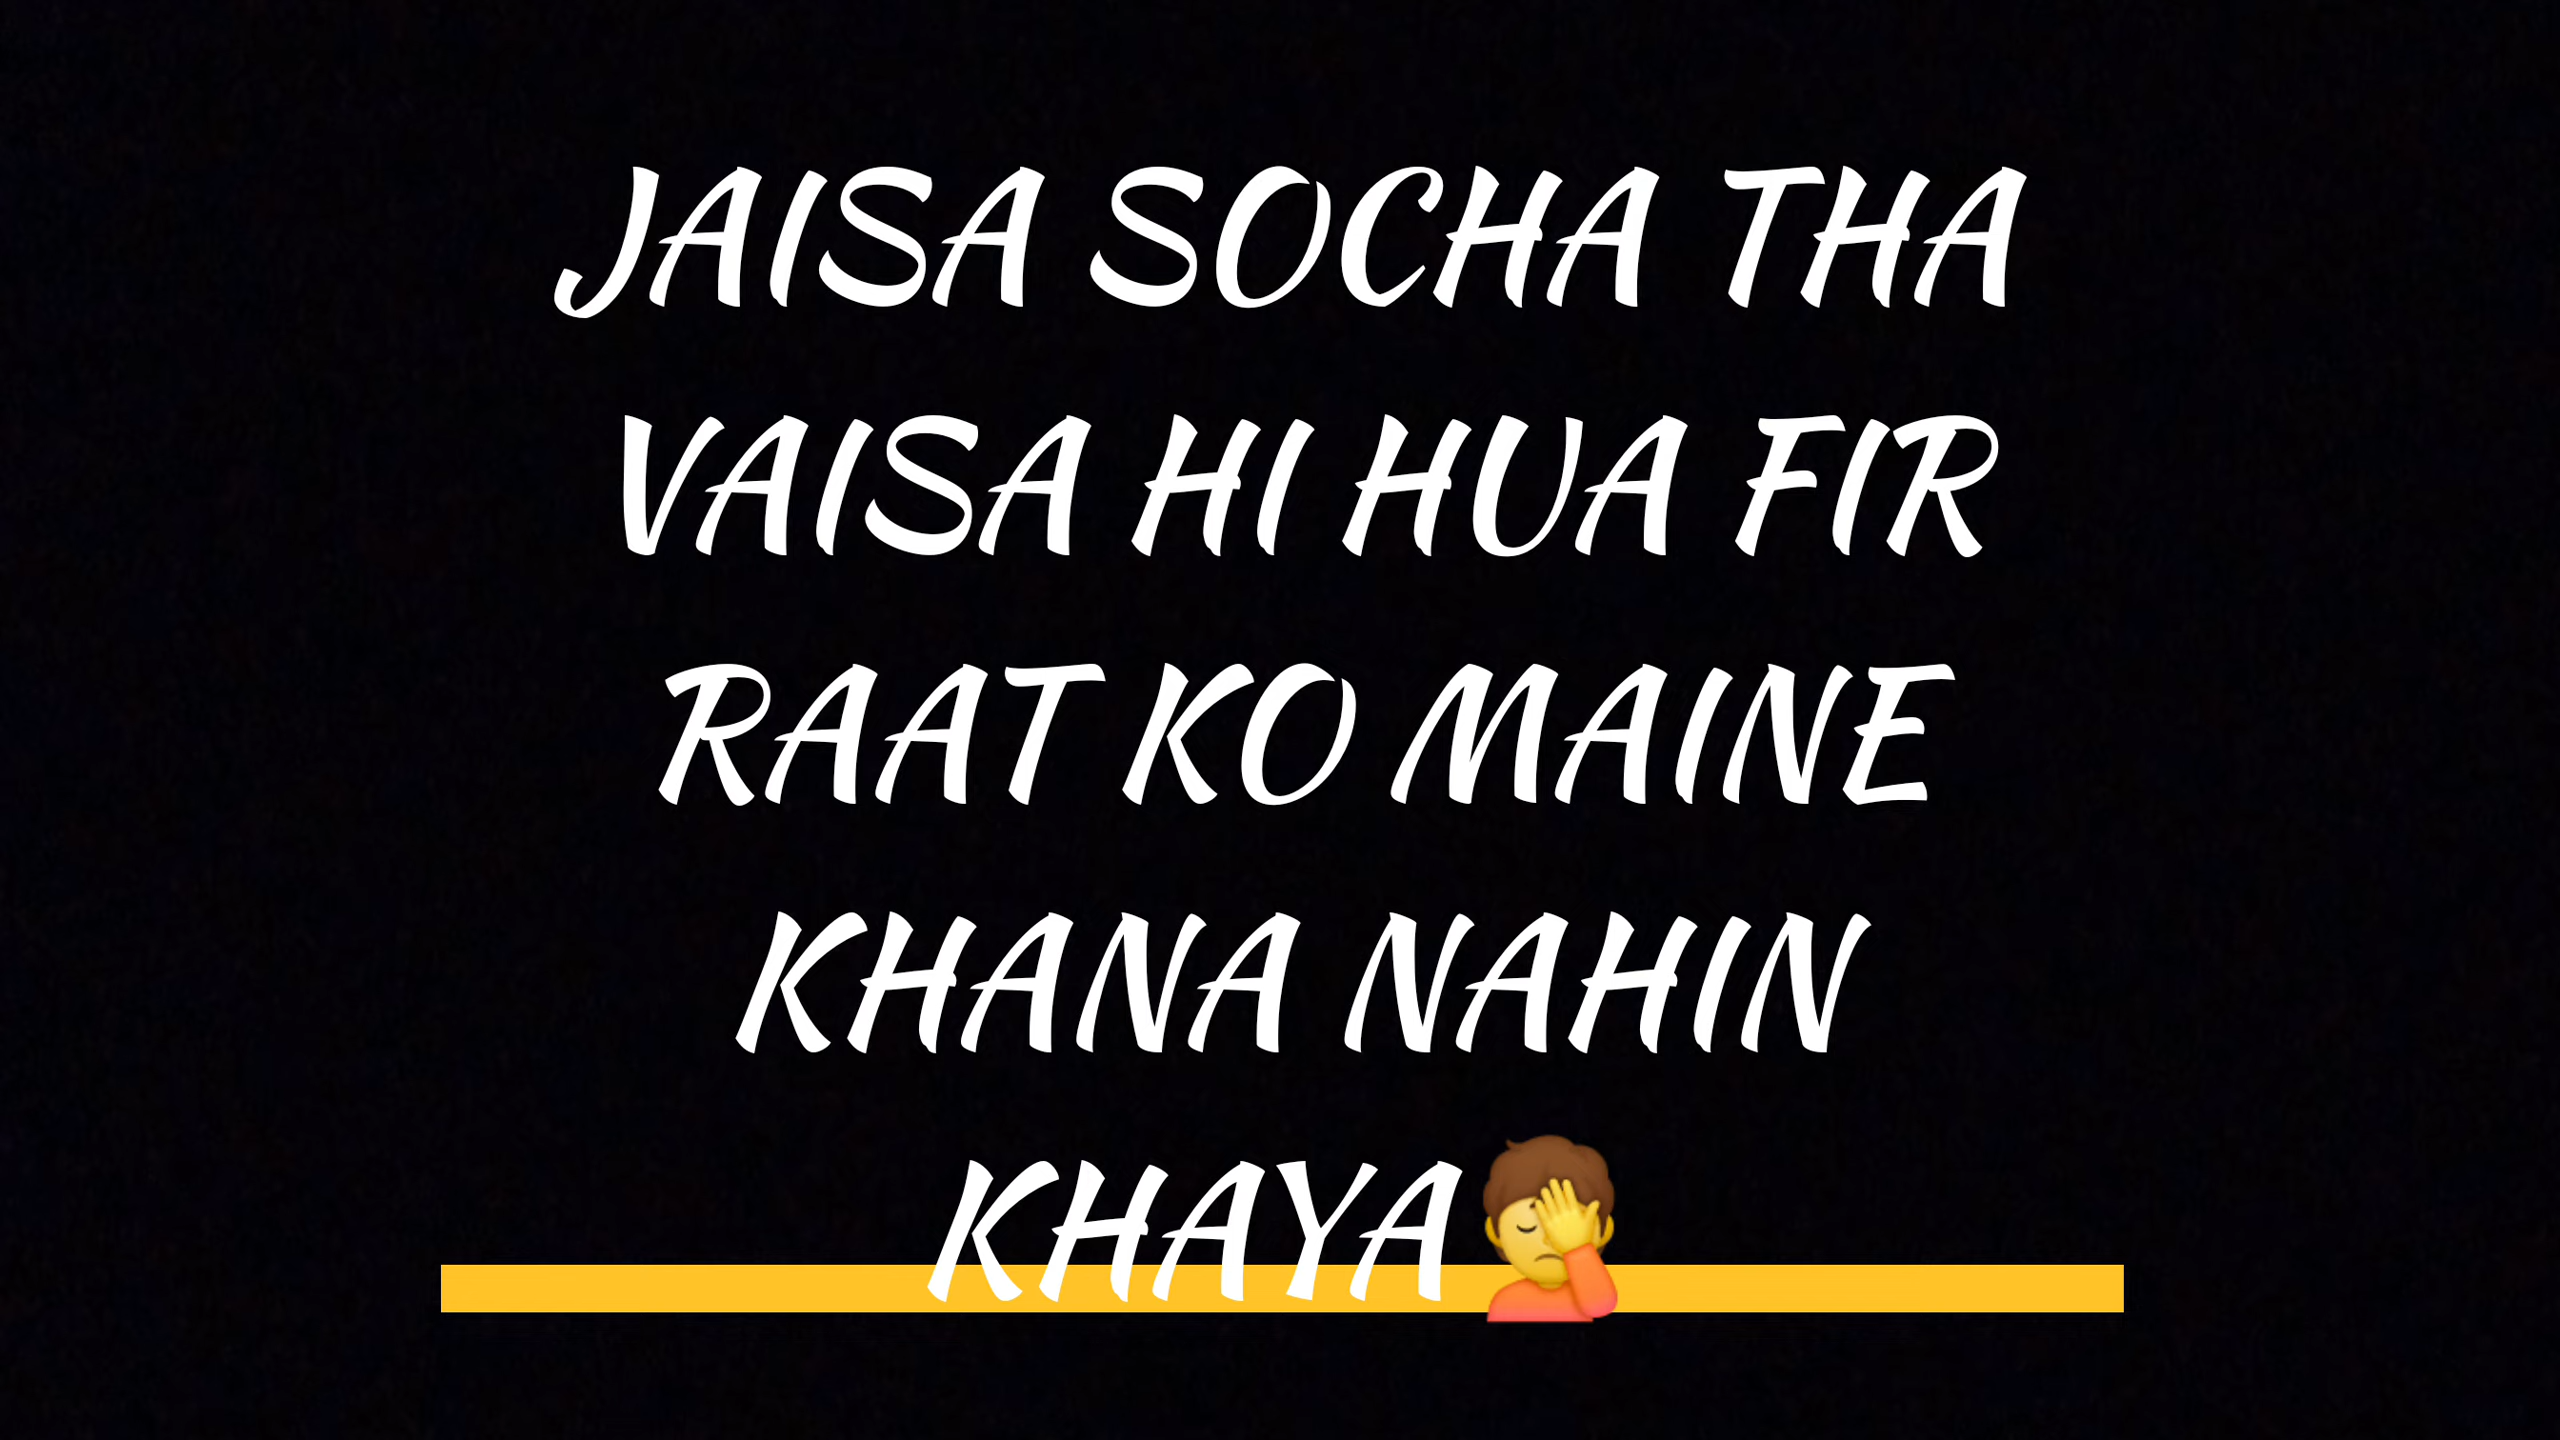 JAISA SOCHA THA
VAISA HI HUA FIR
RAAT KO MAINE
KHANA NAHIN
KHAYA🤦